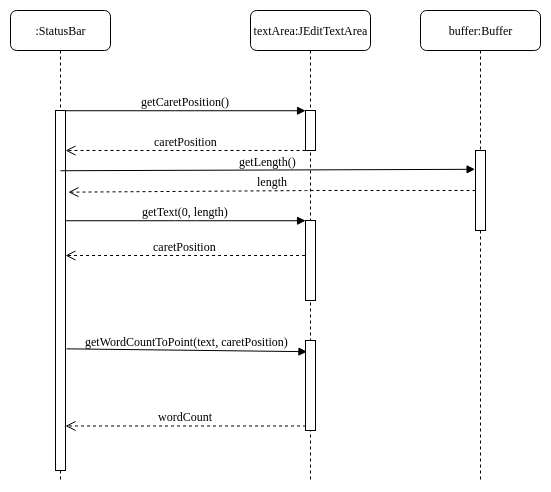 :StatusBar
textArea:JEditTextArea
buffer:Buffer
getCaretPosition()
caretPosition
getLength()
length
getText(0, length)
caretPosition
getWordCountToPoint(text, caretPosition)
wordCount